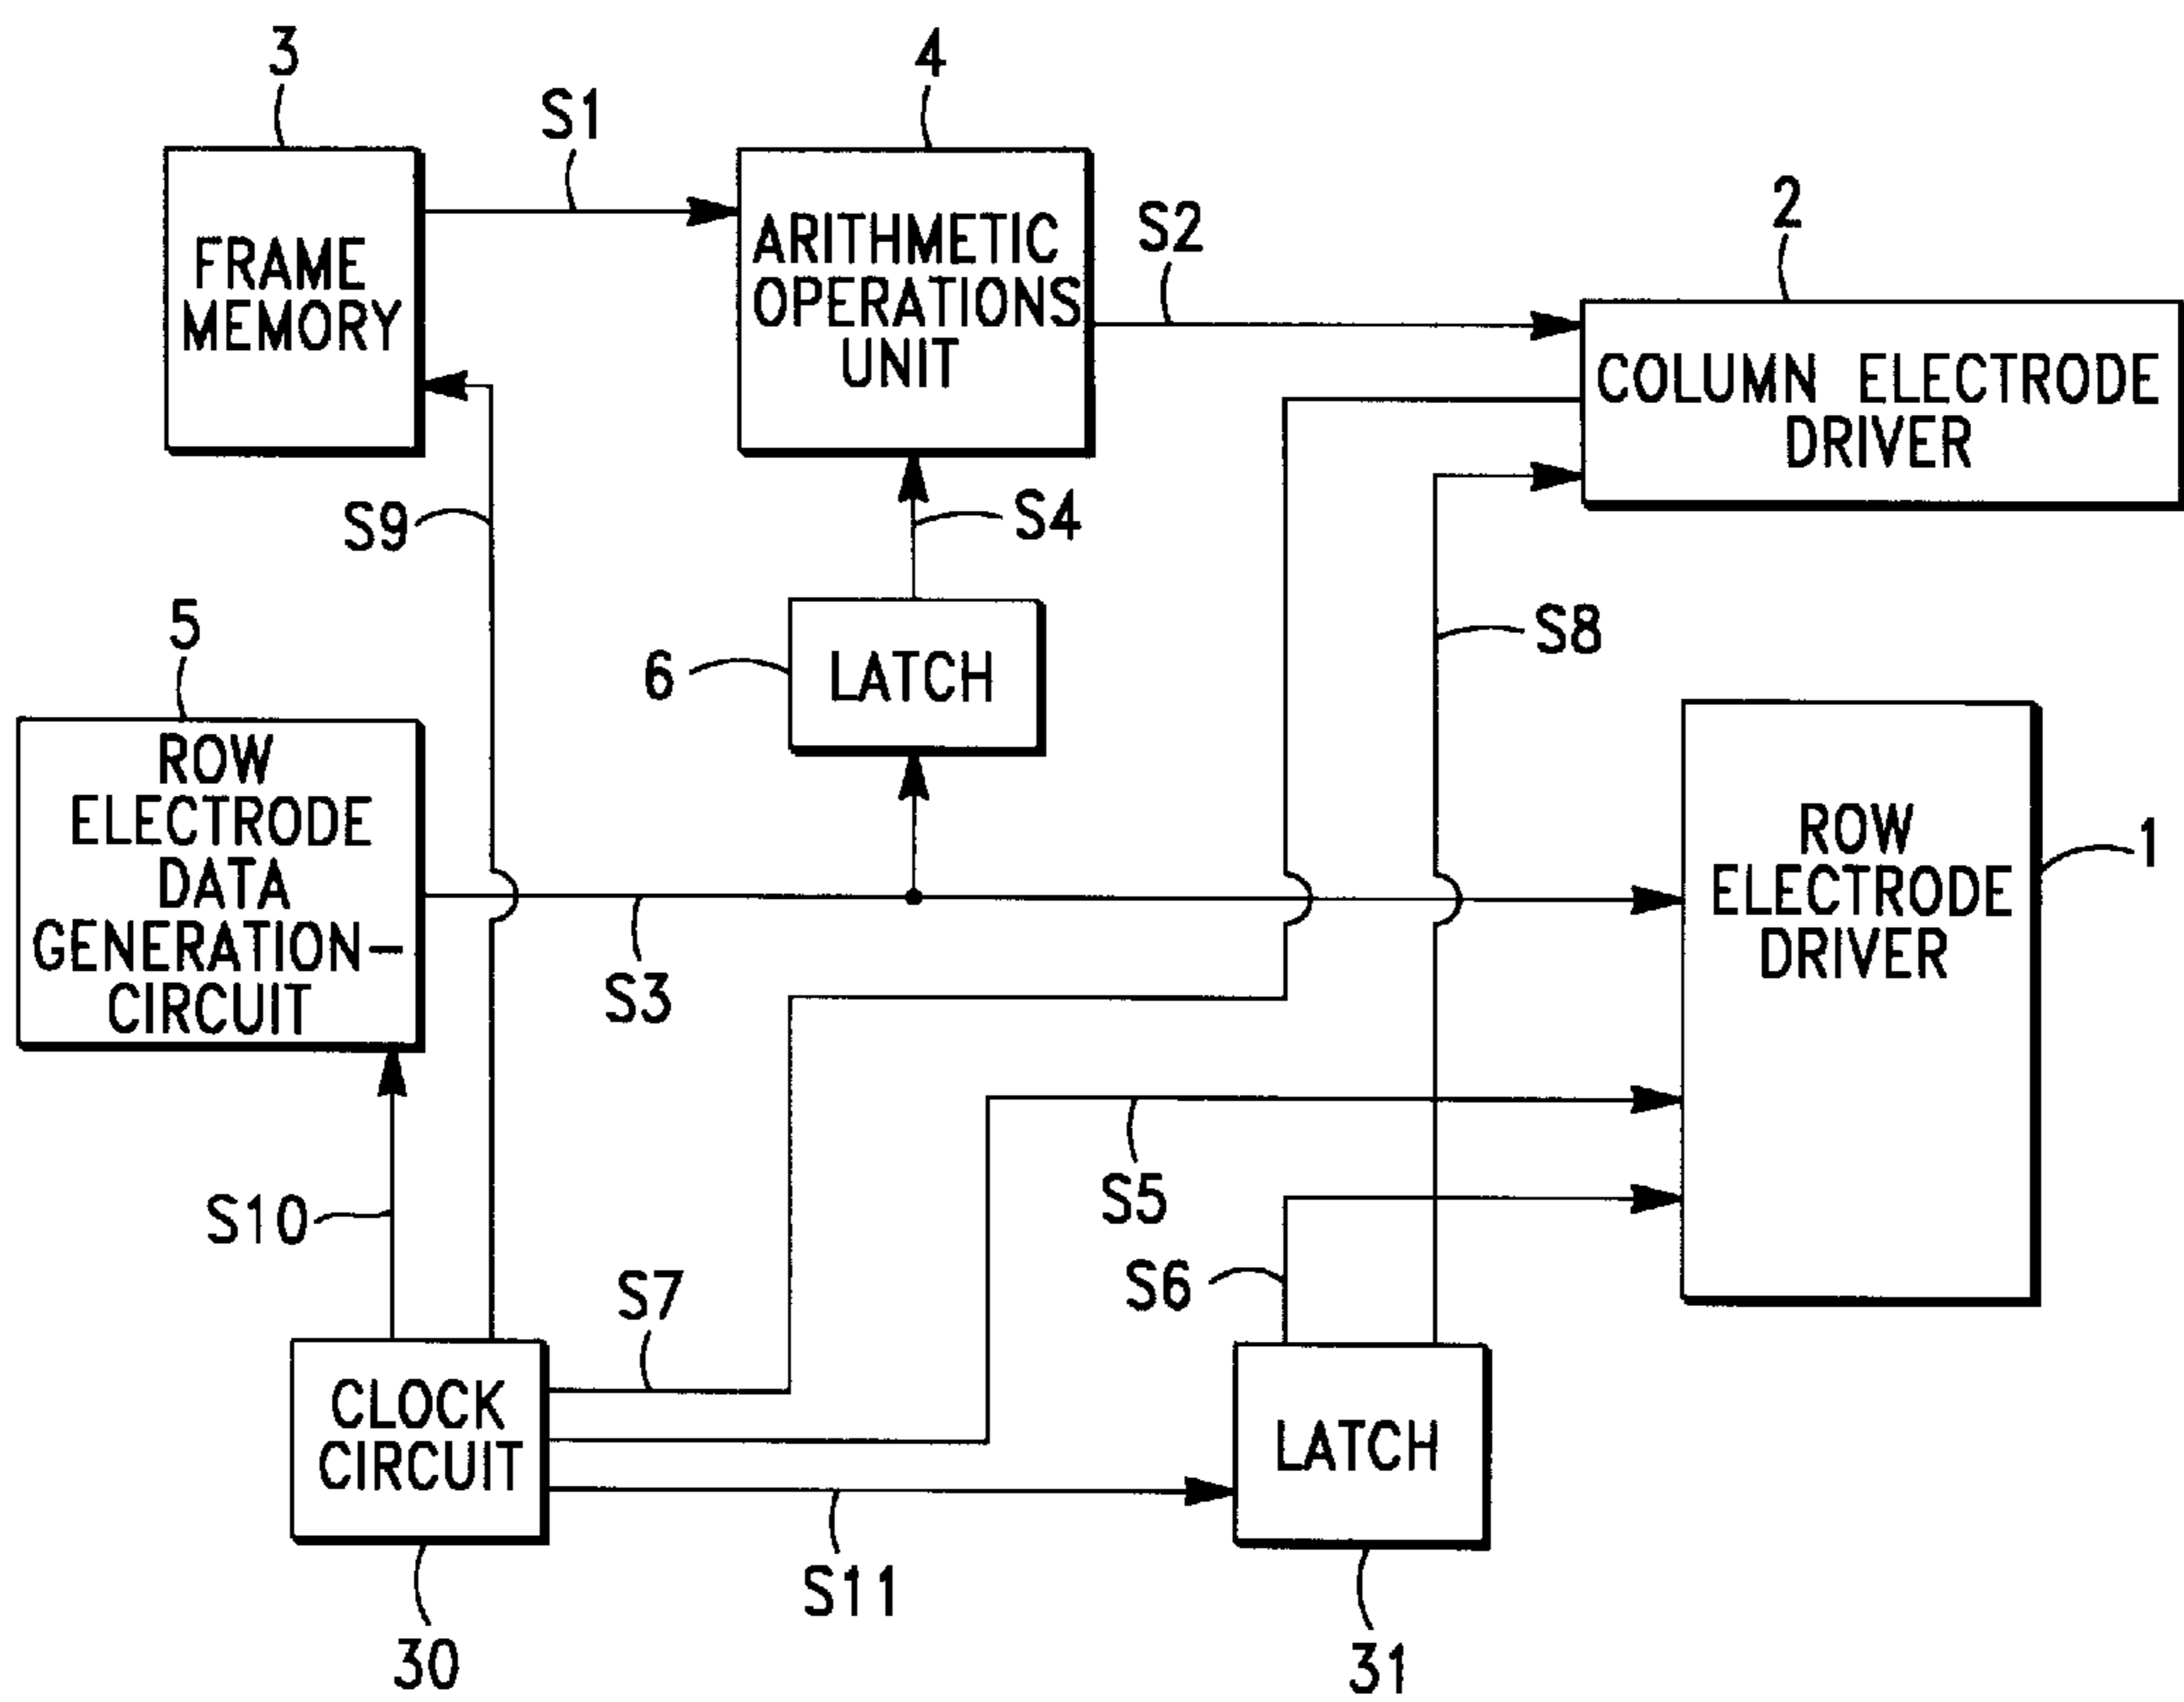 3
4
S1
2
S2
FRAME
MEMORY
ARITHMETIC
OPERATIONS
UNIT
COLUMN ELECTRODE
DRIVER
S9
S4
5
6
LATCH
S8
ROW
ELECTRODE
DATA
GENERATION-
CIRCUIT
ROW
ELECTRODE
DRIVER
1
S3
S10
S5
S7
S6
CLOCK
CIRCUIT
LATCH
S11
30
31